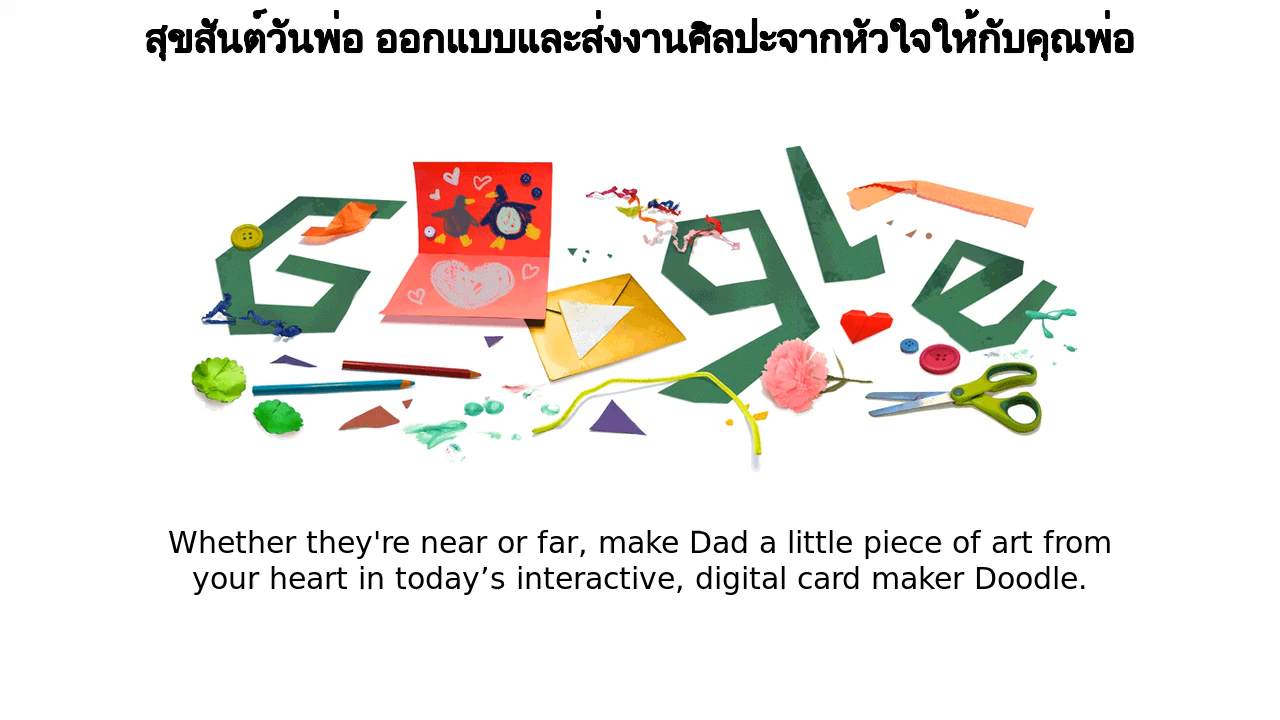 สุขสันต์วันพ่อ ออกแบบและส่งงานศิลปะจากหัวใจให้กับคุณพ่อ
G gle
Whether they're near or far, make Dad a little piece of art from
your heart in today’s interactive, digital card maker Doodle.